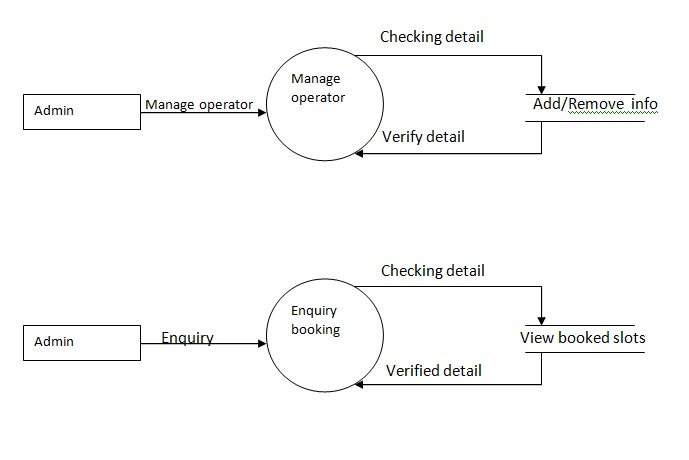 Checking detail
Manage
operator
Admin
Manage operator
Add/Remove info
Verify detail
Checking detail
Enquiry
booking
Admin
Enquiry
View booked slots
Verified detail